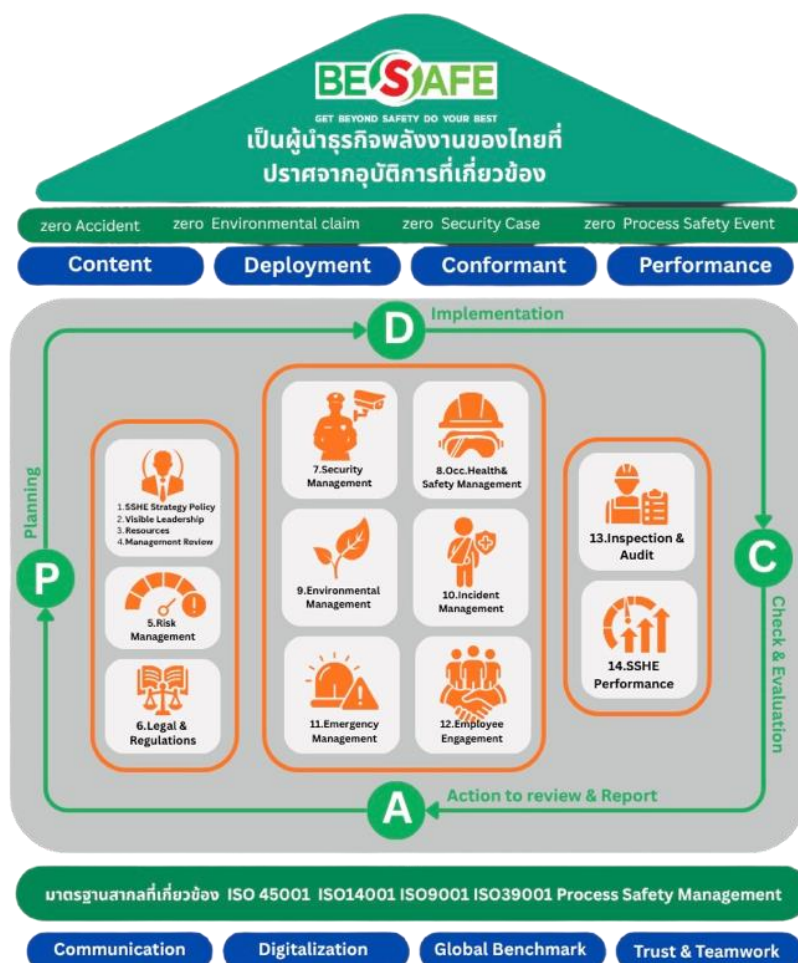 BE SAFE
GET BEYOND SAFETY DO YOUR BEST
เป็นผู้นำธุรกิจพลังงานของไทยที่
ปราศจากอุบัติการที่เกี่ยวข้อง
zero Accident
zero Environmental claim
zero Security Case
zero Process Safety Event
Content
Deployment
Conformant
Performance
D
Implementation
Planning
P
1.SSHE Strategy Policy
2.Visible Leadership
3.Resources
4.Management Review
5.Risk
Management
6.Legal &
Regulations
7.Security
Management
8.Occ.Health&
Safety Management
9.Environmental
Management
10.Incident
Management
11.Emergency
Management
12.Employee
Engagement
13.Inspection &
Audit
14.SSHE
Performance
C
Check & Evaluation
A
Action to review & Report
มาตรฐานสากลที่เกี่ยวข้อง ISO 45001 ISO14001 ISO9001 ISO39001 Process Safety Management
Communication
Digitalization
Global Benchmark
Trust & Teamwork